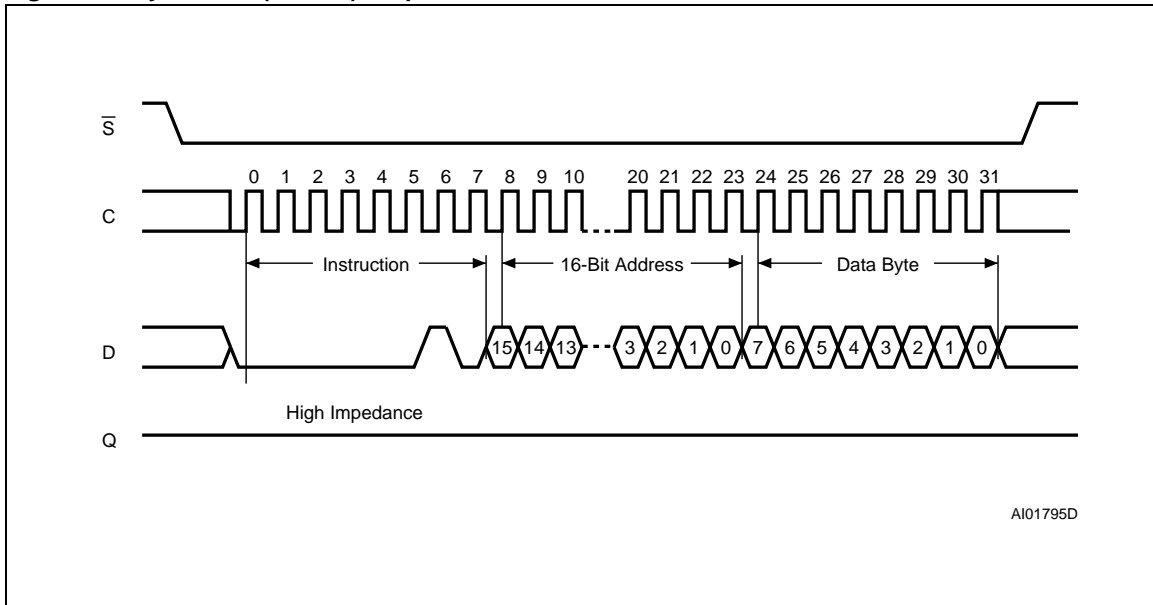 S
0 1 2 3 4 5 6 7 8 9 10 20 21 22 23 24 25 26 27 28 29 30 31
C
Instruction 16-Bit Address Data Byte
D 15 14 13 3 2 1 0 7 6 5 4 3 2 1 0
High Impedance
Q
AI01795D